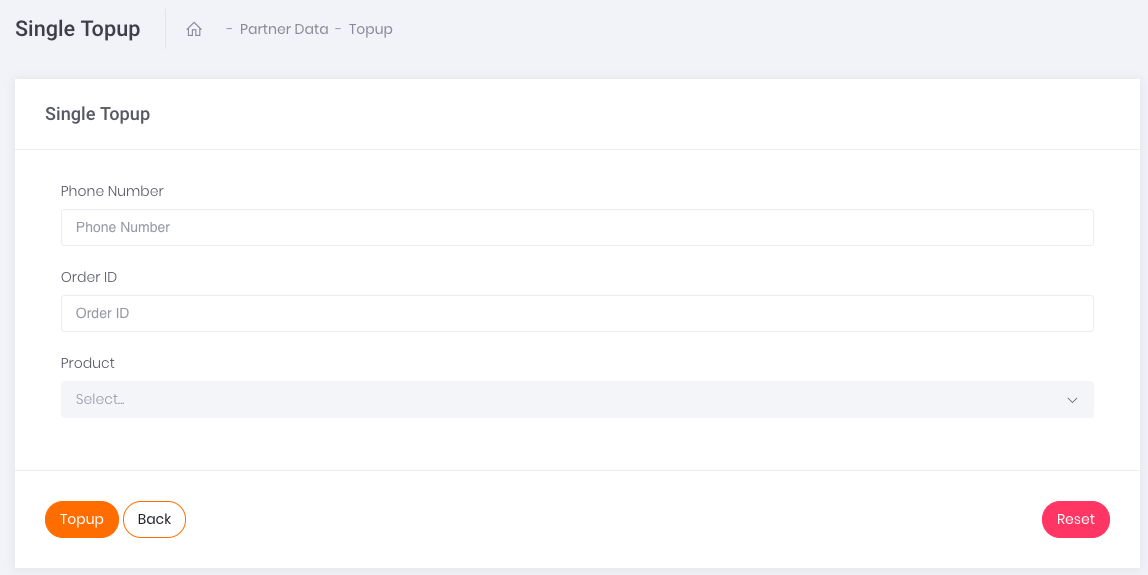 Single Topup - Partner Data - Topup
Single Topup
Phone Number
Phone Number
Order ID
Order ID
Product
Select...
Topup Back Reset